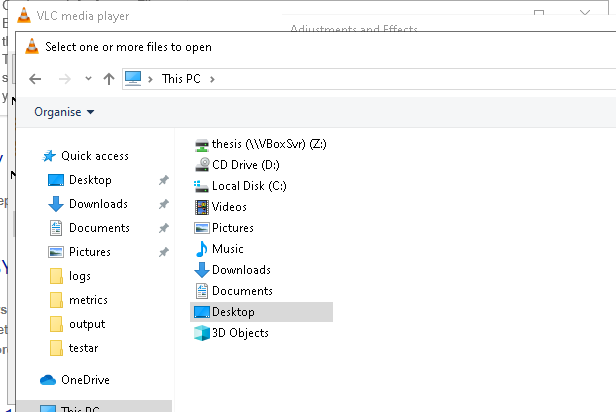 VLC media player
Adjustments and Effects
Select one or more files to open
This PC
Organise
Quick access
Desktop
Downloads
Documents
Pictures
logs
metrics
output
testar
OneDrive
This PC
thesis (\\VBoxSvr) (Z:)
CD Drive (D:)
Local Disk (C:)
Videos
Pictures
Music
Downloads
Documents
Desktop
3D Objects